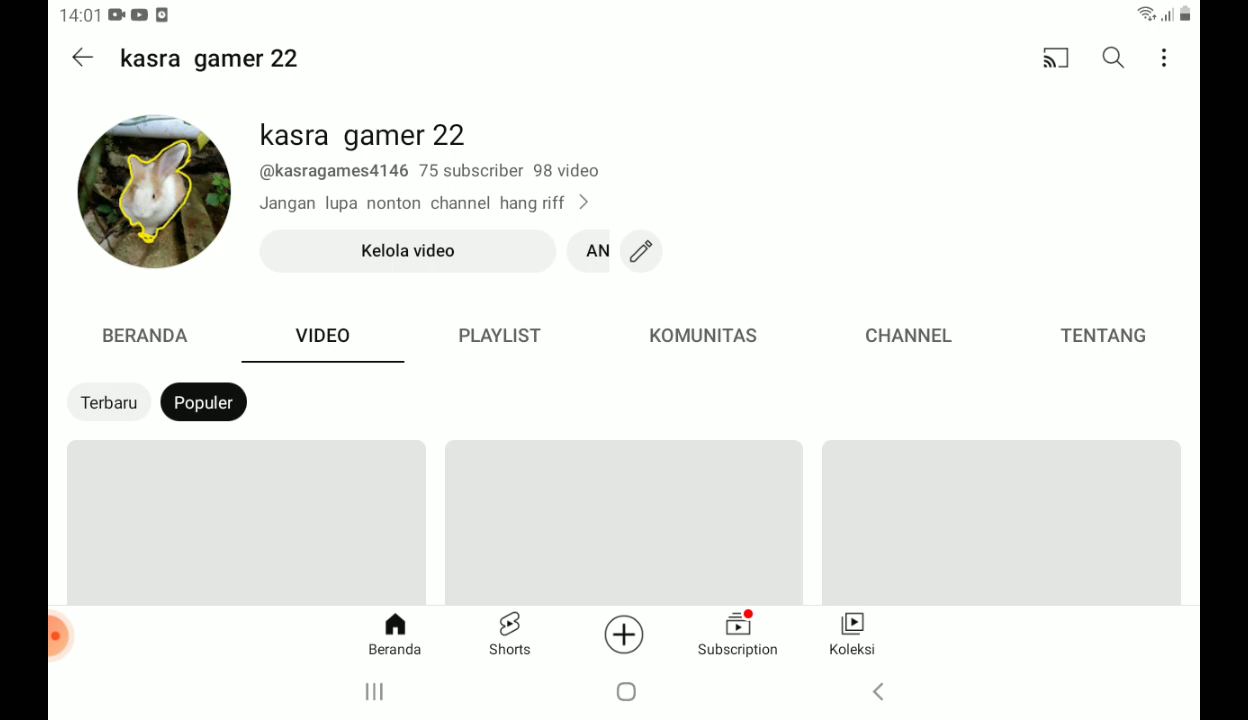 14:01
kasra gamer 22
kasra gamer 22
@kasragames4146 75 subscriber 98 video
Jangan lupa nonton channel hang riff
Kelola video
AN
BERANDA VIDEO PLAYLIST KOMUNITAS CHANNEL TENTANG
Terbaru Populer
Beranda Shorts Subscription Koleksi